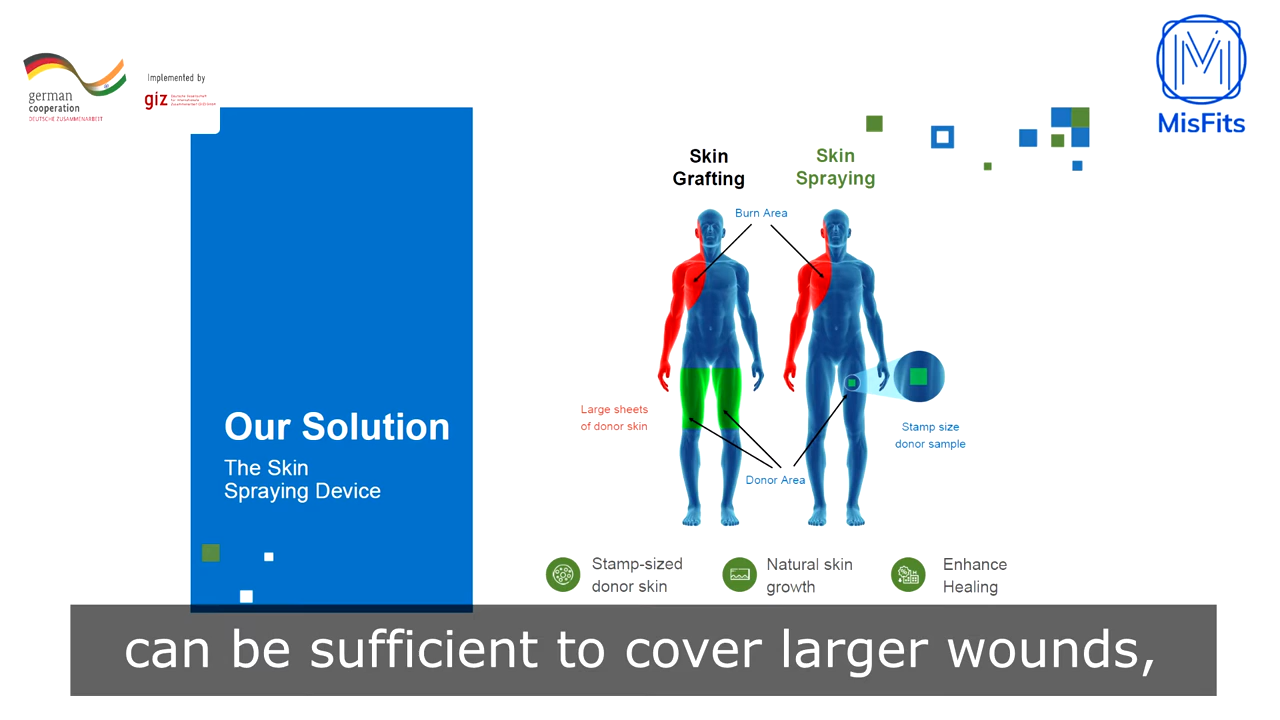 german
cooperation
DEUTSCHE ZUSAMMENARBEIT
Implemented by
giz
MisFits
Skin
Grafting
Skin
Spraying
Burn Area
Large sheets
of donor skin
Stamp size
donor sample
Donor Area
Our Solution
The Skin
Spraying Device
Stamp-sized
donor skin
Natural skin
growth
Enhance
Healing
can be sufficient to cover larger wounds,